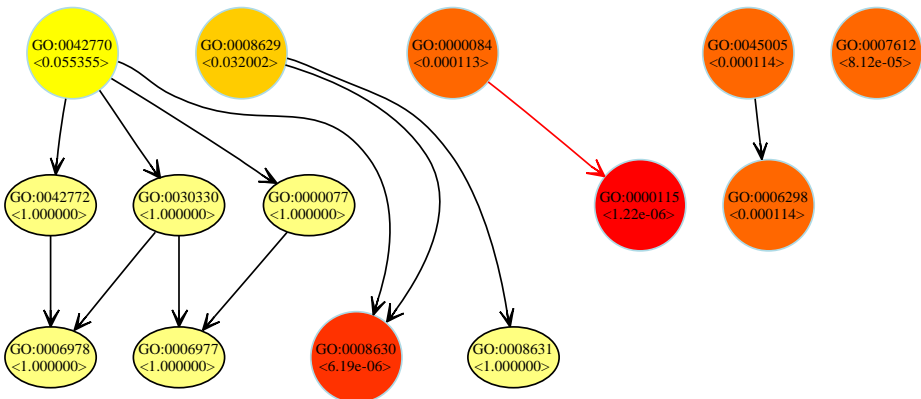 GO:0042770
<0.055355>
GO:0008629
<0.032002>
GO:0000084
<0.000113>
GO:0045005
<0.000114>
GO:0007612
<8.12e-05>
GO:0042772
<1.000000>
GO:0030330
<1.000000>
GO:0000077
<1.000000>
GO:0000115
<1.22e-06>
GO:0006298
<0.000114>
GO:0006978
<1.000000>
GO:0006977
<1.000000>
GO:0008630
<6.19e-06>
GO:0008631
<1.000000>